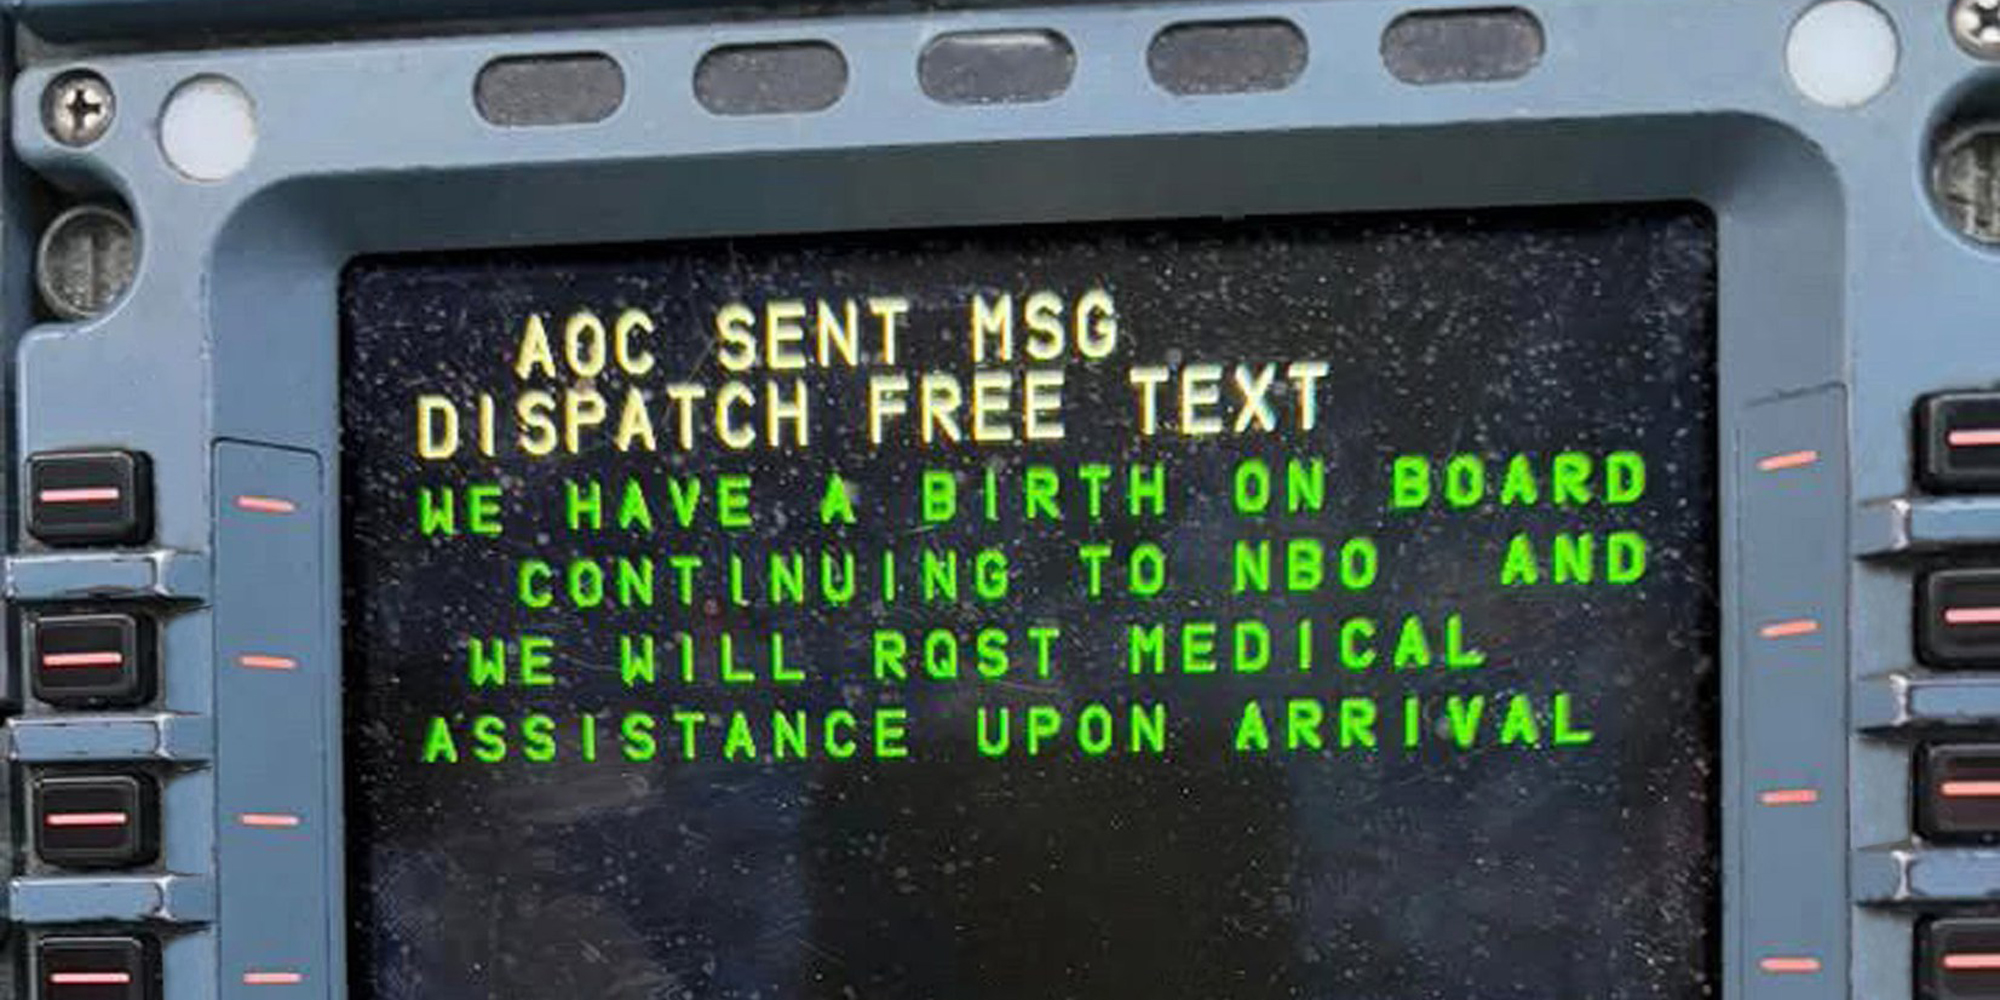 AOC SENT MSG
DISPATCH FREE TEXT
WE HAVE A BIRTH ON BOARD
CONTINUING TO NBO AND
WE WILL RQST MEDICAL
ASSISTANCE UPON ARRIVAL